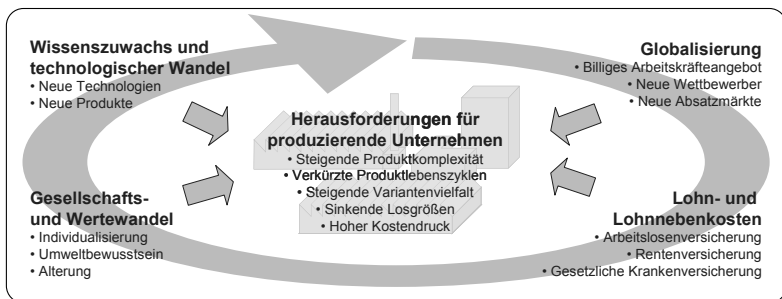 Wissenszuwachs und
technologischer Wandel
• Neue Technologien
• Neue Produkte
Globalisierung
• Billiges Arbeitskräfteangebot
• Neue Wettbewerber
• Neue Absatzmärkte
Herausforderungen für
produzierende Unternehmen
• Steigende Produktkomplexität
• Verkürzte Produktlebenszyklen
• Steigende Variantenvielfalt
• Sinkende Losgrößen
• Hoher Kostendruck
Gesellschafts-
und Wertewandel
• Individualisierung
• Umweltbewusstsein
• Alterung
Lohn- und
Lohnnebenkosten
• Arbeitslosenversicherung
• Rentenversicherung
• Gesetzliche Krankenversicherung